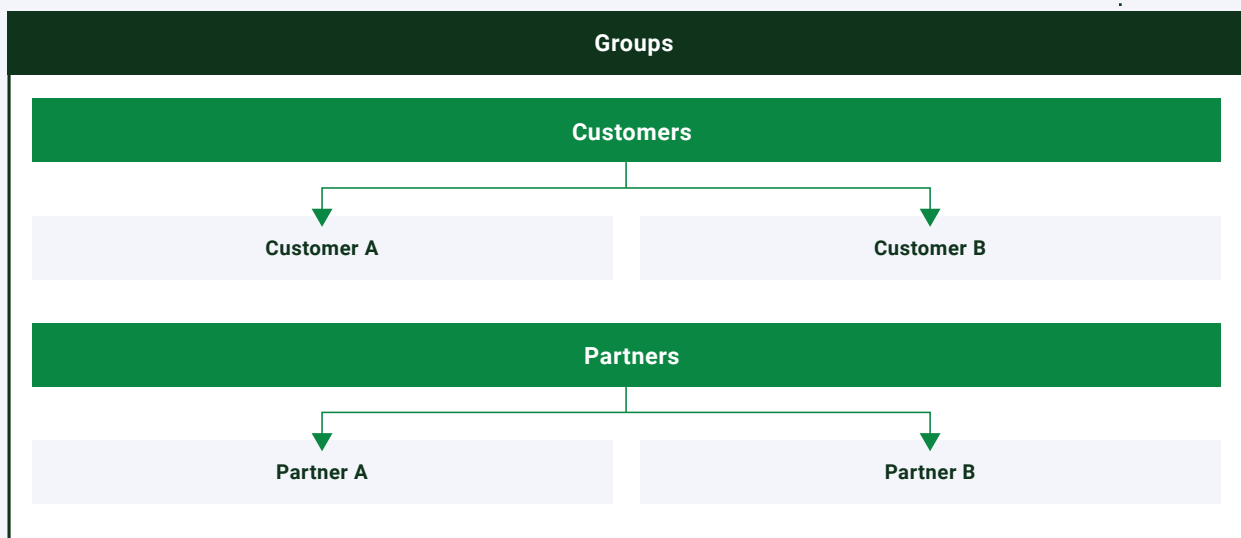 Groups
Customers
Customer A
Customer B
Partners
Partner A
Partner B